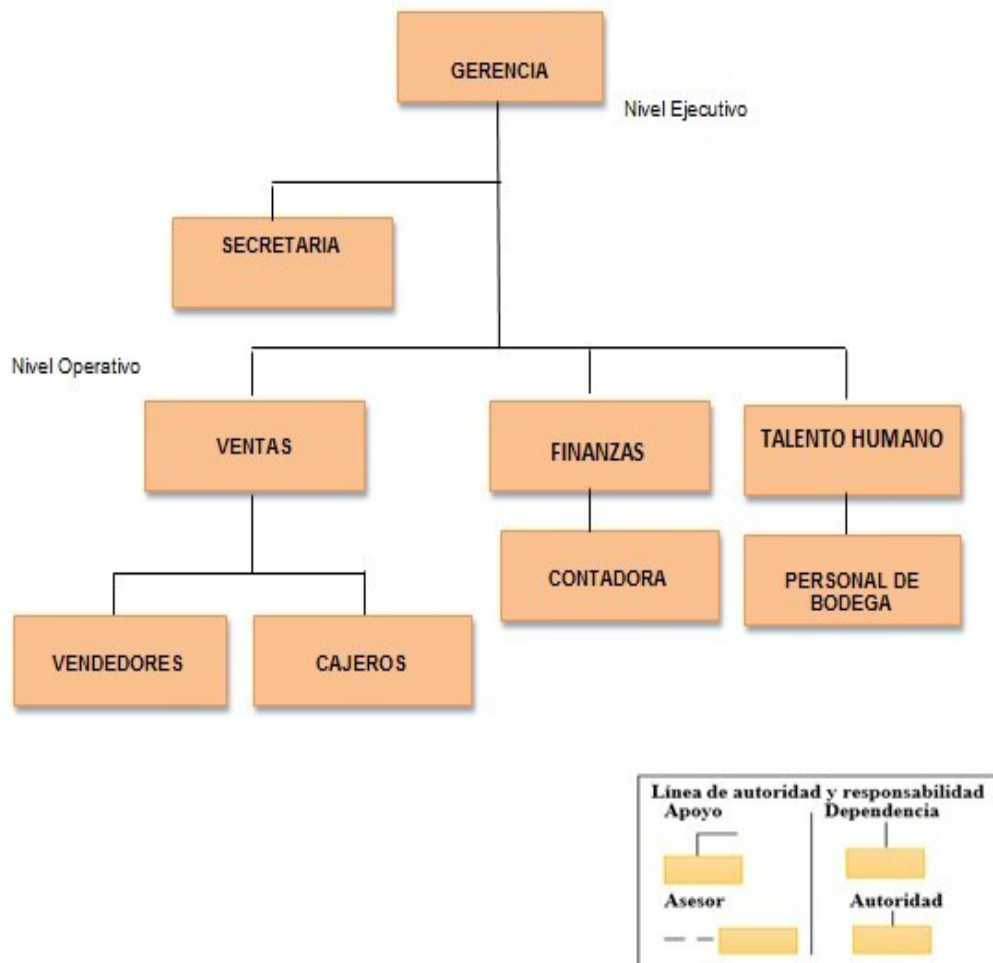 GERENCIA
Nivel Ejecutivo
SECRETARIA
Nivel Operativo
VENTAS
FINANZAS
TALENTO HUMANO
CONTADORA
PERSONAL DE
BODEGA
VENDEDORES
CAJEROS
Línea de autoridad y responsabilidad
Apoyo
Dependencia
Asesor
Autoridad